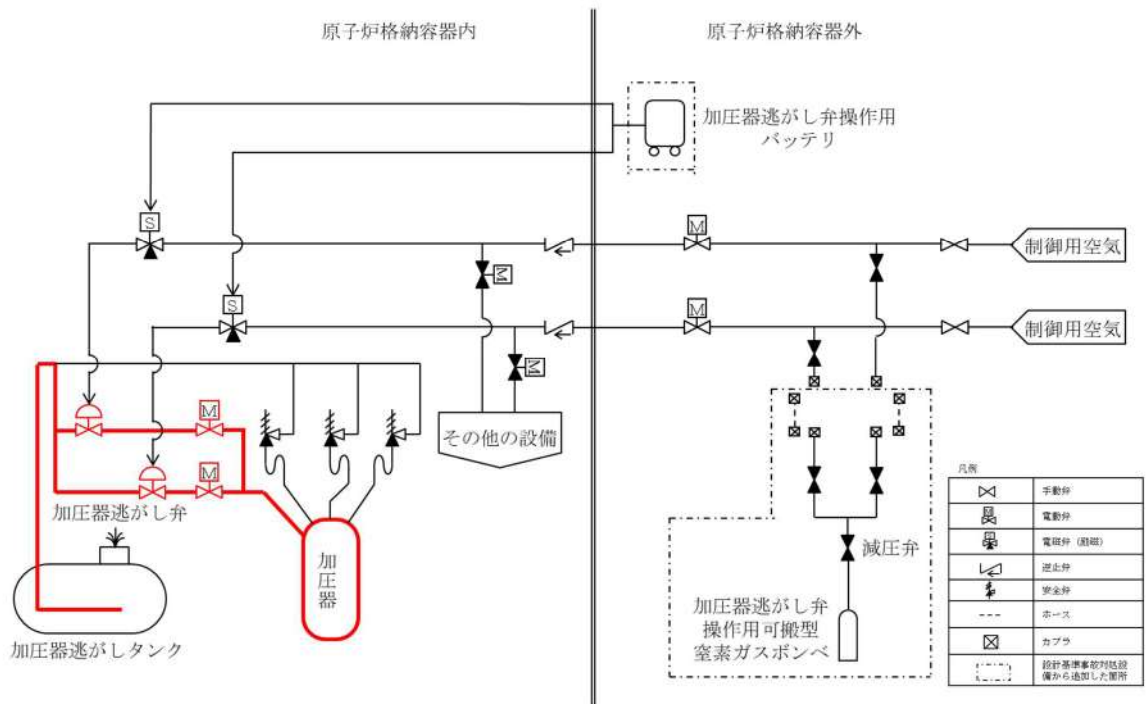 原子炉格納容器内
原子炉格納容器外
加圧器逃がし弁操作用
バッテリ
S
M
制御用空気
M
S
M
制御用空気
M
M
その他の設備
M
加圧器逃がし弁
加圧器
減圧弁
加圧器逃がし弁
操作用可搬型
窒素ガスボンベ
加圧器逃がしタンク
凡例
手動弁
M
電動弁
S
電磁弁（励磁）
逆止弁
安全弁
ホース
カプラ
設計基準事故対処設
備から追加した箇所